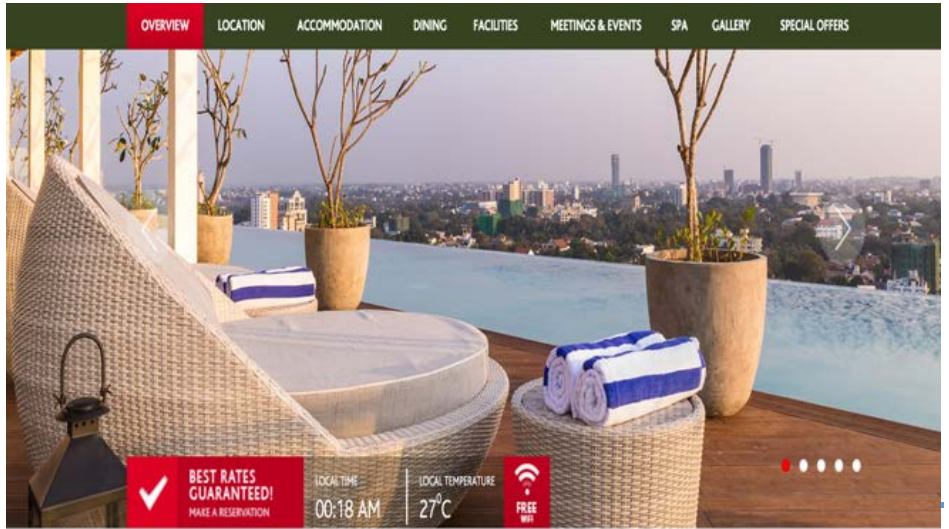 OVERVIEW LOCATION ACCOMMODATION DINING FACILITIES MEETINGS & EVENTS SPA GALLERY SPECIAL OFFERS
BEST RATES
GUARANTEED!
MAKE A RESERVATION
LOCAL TIME
00:18 AM
LOCAL TEMPERATURE
27°C
FREE
WIFI